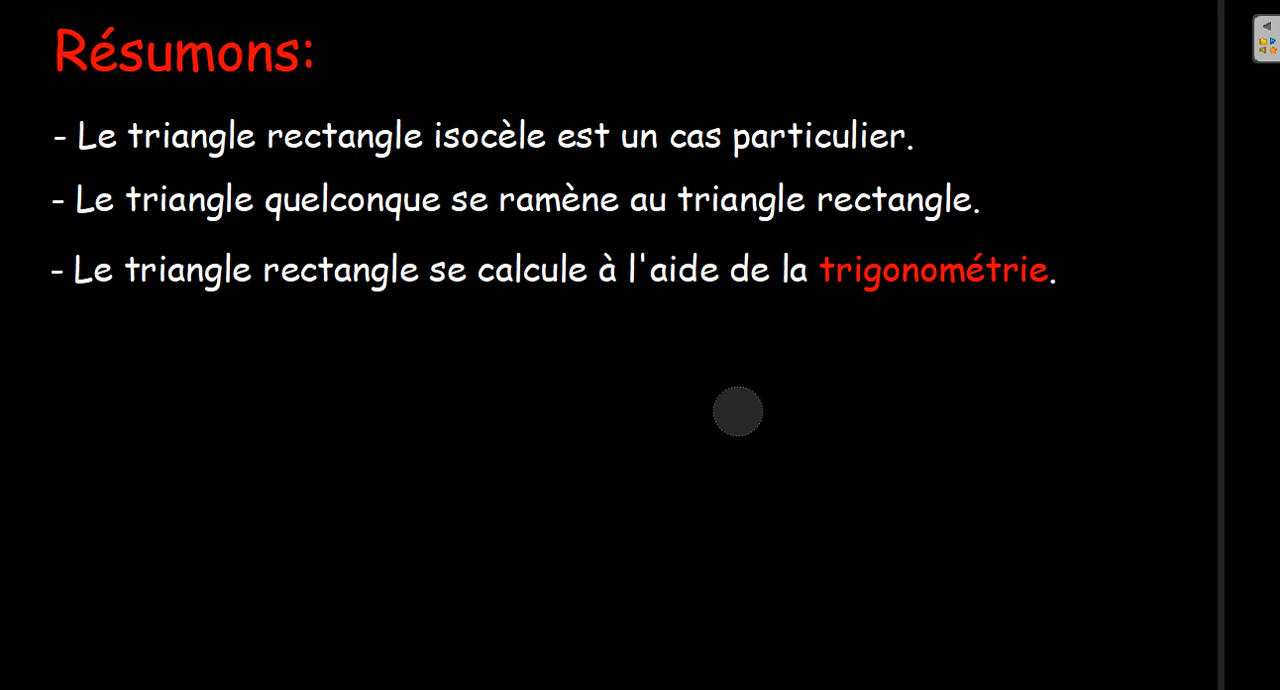 Résumons:
- Le triangle rectangle isocèle est un cas particulier.
- Le triangle quelconque se ramène au triangle rectangle.
- Le triangle rectangle se calcule à l'aide de la trigonométrie.